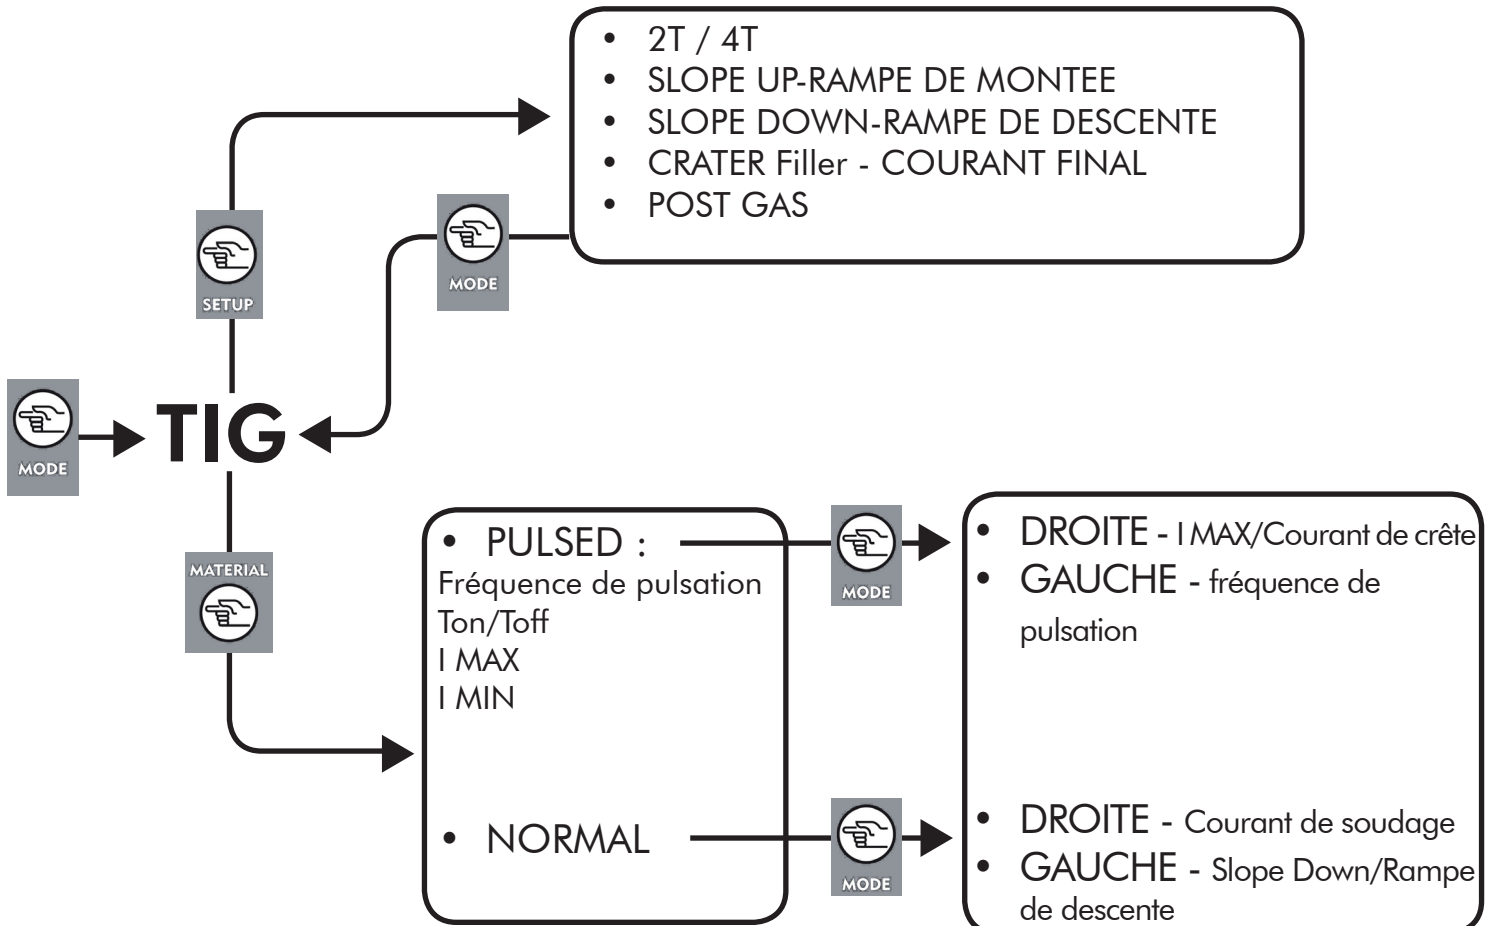 • 2T / 4T
• SLOPE UP-RAMPE DE MONTEE
• SLOPE DOWN-RAMPE DE DESCENTE
• CRATER Filler - COURANT FINAL
• POST GAS
SETUP
MODE
MODE
TIG
MATERIAL
• PULSED :
Fréquence de pulsation
Ton/Toff
I MAX
I MIN
• NORMAL
MODE
• DROITE - I MAX/Courant de crête
• GAUCHE - fréquence de
pulsation
MODE
• DROITE - Courant de soudage
• GAUCHE - Slope Down/Rampe
de descente